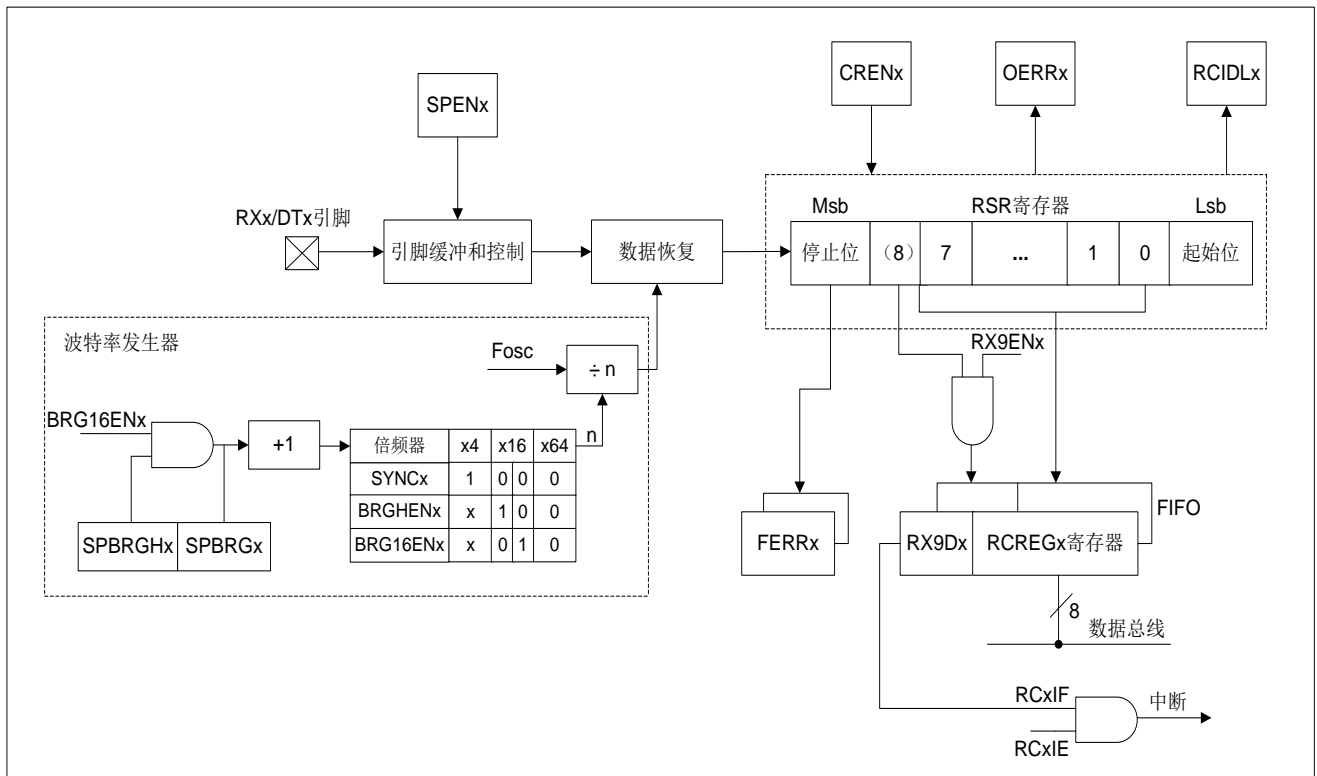 CRENx
OERRx
RCIDLx
SPENx
RXx/DTx引脚
引脚缓冲和控制
数据恢复
Msb
RSR寄存器
Lsb
停止位
（8）
7
...
1
0
起始位
波特率发生器
Fosc
÷ n
n
BRG16ENx
+1
倍频器 x4 x16 x64
SYNCx 1 0 0 0
BRGHENx x 1 0 0
BRG16ENx x 0 1 0
SPBRGHx
SPBRGx
RX9ENx
FERRx
RX9Dx
RCREGx寄存器
FIFO
8
数据总线
RCxIF
RCxIE
中断